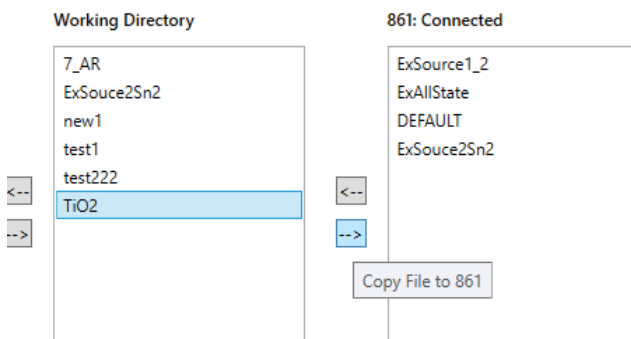 Working Directory
861: Connected
7_AR
ExSouce2Sn2
new1
test1
test222
TiO2
<--
-->
<--
-->
ExSource1_2
ExAllState
DEFAULT
ExSouce2Sn2
Copy File to 861